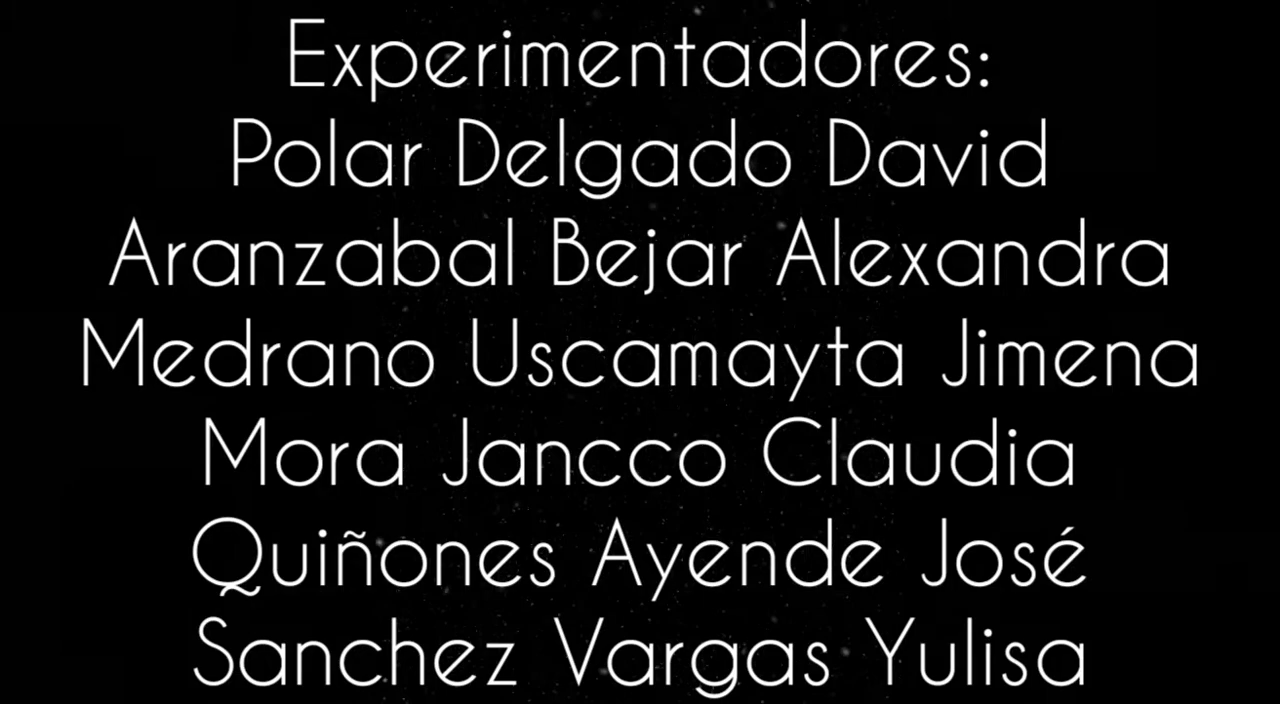 Experimentadores:
Polar Delgado David
Aranzabal Bejar Alexandra
Medrano Uscamayta Jimena
Mora Jancco Claudia
Quiñones Ayende José
Sanchez Vargas Yulisa